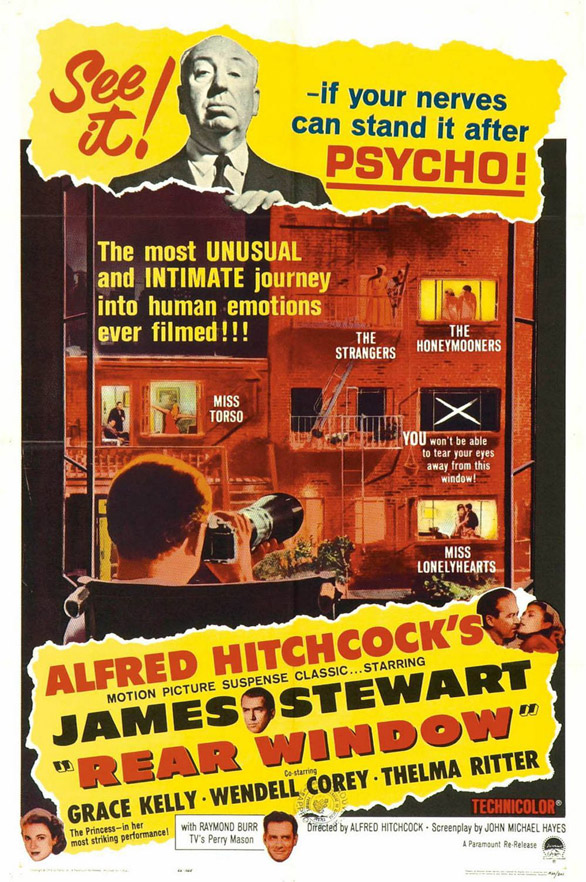 See
it!
–if your nerves
can stand it after
PSYCHO!
The most UNUSUAL
and INTIMATE journey
into human emotions
ever filmed!!!
THE
STRANGERS
THE
HONEYMOONERS
MISS
TORSO
YOU won't be able
to tear your eyes
away from this
window!
MISS
LONELYHEARTS
ALFRED HITCHCOCK'S
MOTION PICTURE SUSPENSE CLASSIC...STARRING
JAMES STEWART
"REAR WINDOW"
Co-starring
GRACE KELLY · WENDELL COREY · THELMA RITTER
The Princess—in her
most striking performance!
with RAYMOND BURR
TV's Perry Mason
TECHNICOLOR®
Directed by ALFRED HITCHCOCK · Screenplay by JOHN MICHAEL HAYES
A Paramount Re-Release